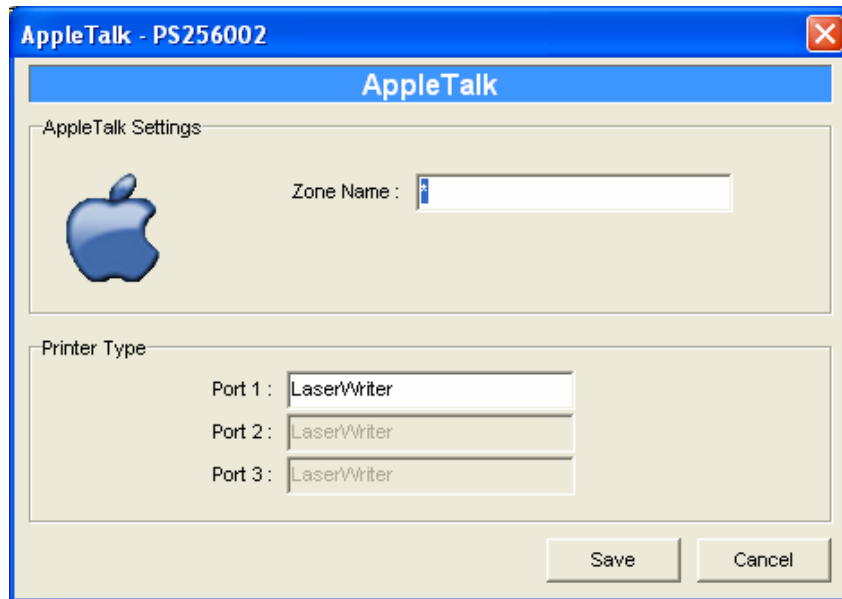 AppleTalk - PS256002
AppleTalk
AppleTalk Settings
Zone Name : *
Printer Type
Port 1 : LaserWriter
Port 2 : LaserWriter
Port 3 : LaserWriter
Save Cancel